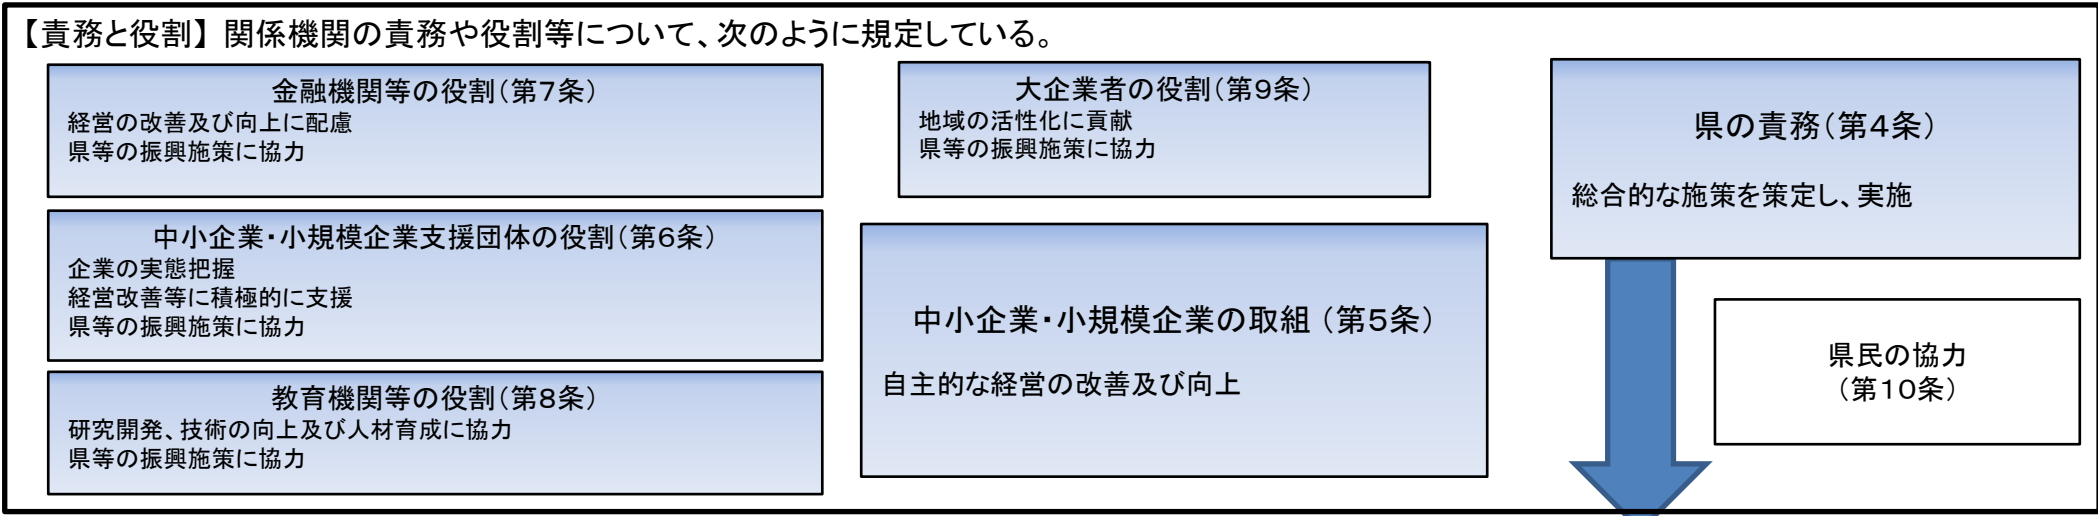 【責務と役割】 関係機関の責務や役割等について、次のように規定している。
金融機関等の役割（第７条）
経営の改善及び向上に配慮
県等の振興施策に協力
中小企業・小規模企業支援団体の役割（第６条）
企業の実態把握
経営改善等に積極的に支援
県等の振興施策に協力
教育機関等の役割（第８条）
研究開発、技術の向上及び人材育成に協力
県等の振興施策に協力
大企業者の役割（第９条）
地域の活性化に貢献
県等の振興施策に協力
中小企業・小規模企業の取組（第５条）
自主的な経営の改善及び向上
県の責務（第４条）
総合的な施策を策定し、実施
県民の協力
（第１０条）